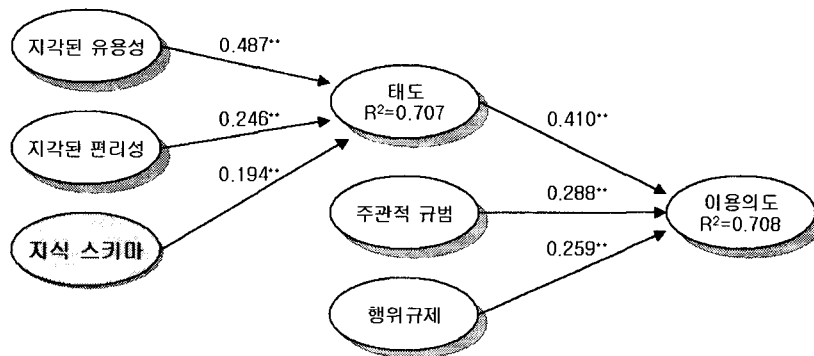 지각된 유용성
0.487**
태도
R²=0.707
지각된 편리성
0.246**
0.410**
0.194**
주관적 규범
0.288**
이용의도
R²=0.708
지식 스키마
0.259**
행위규제